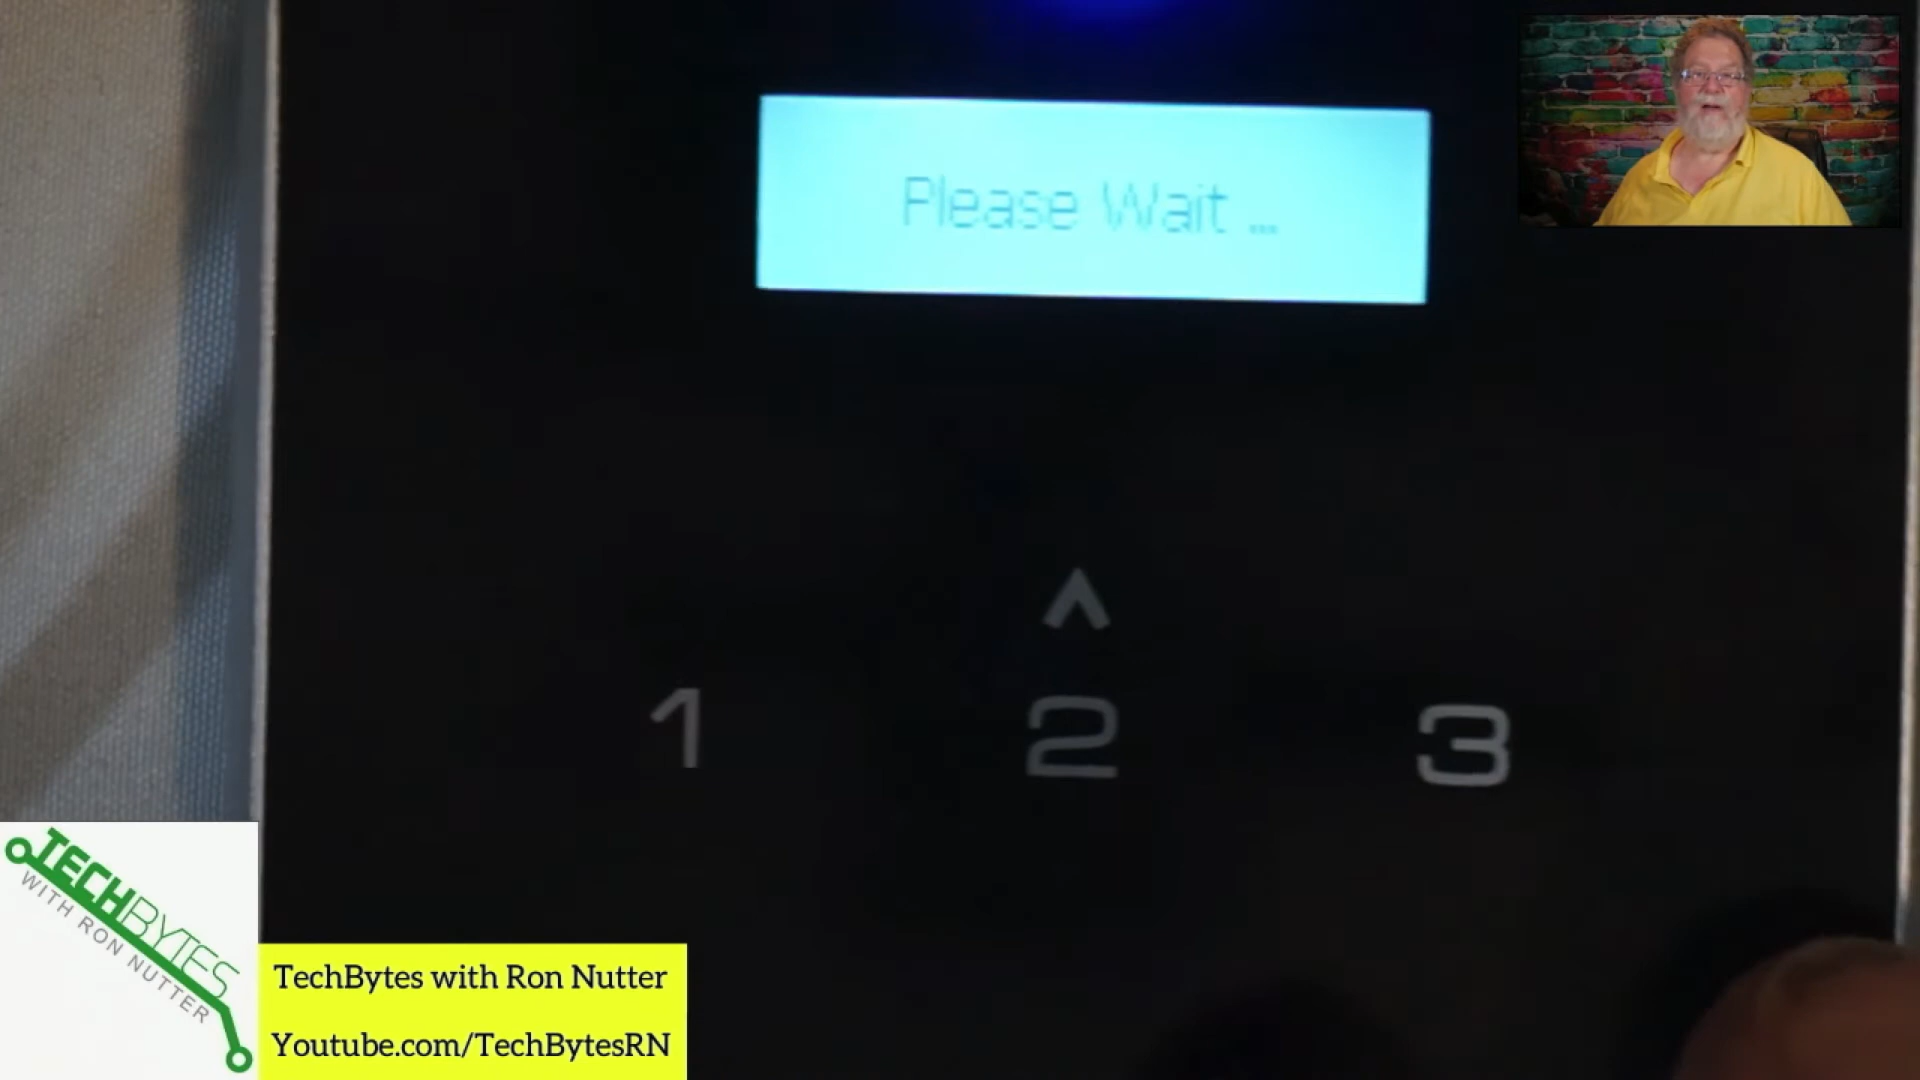 Please Wait ...
^
1 2 3
TECHBYTES
WITH RON NUTTER
TechBytes with Ron Nutter
Youtube.com/TechBytesRN